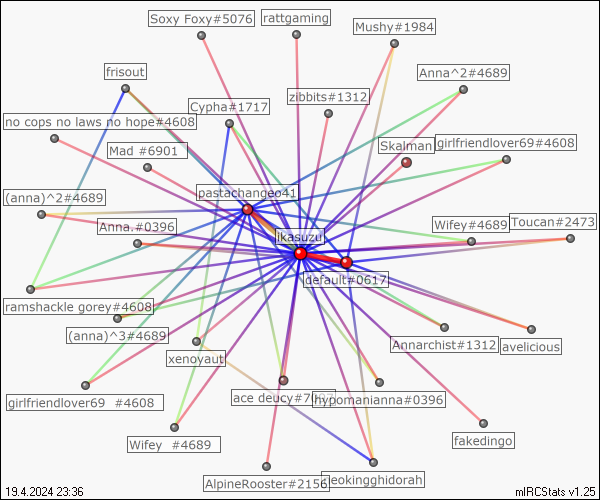 Soxy Foxy#5076
rattgaming
Mushy#1984
frisout
Anna^2#4689
Cypha#1717
zibbits#1312
no cops no laws no hope#4608
Mad #6901
Skalman
girlfriendlover69#4608
(anna)^2#4689
pastachangeo41
Anna.#0396
ikasuzu
Wifey#4689
Toucan#2473
default#0617
ramshackle gorey#4608
(anna)^3#4689
xenoyaut
Annarchist#1312
avelicious
girlfriendlover69 #4608
ace deucy#
hypomanianna#0396
Wifey #4689
fakedingo
AlpineRooster#2156
neokingghidorah
19.4.2024 23:36
mIRCStats v1.25